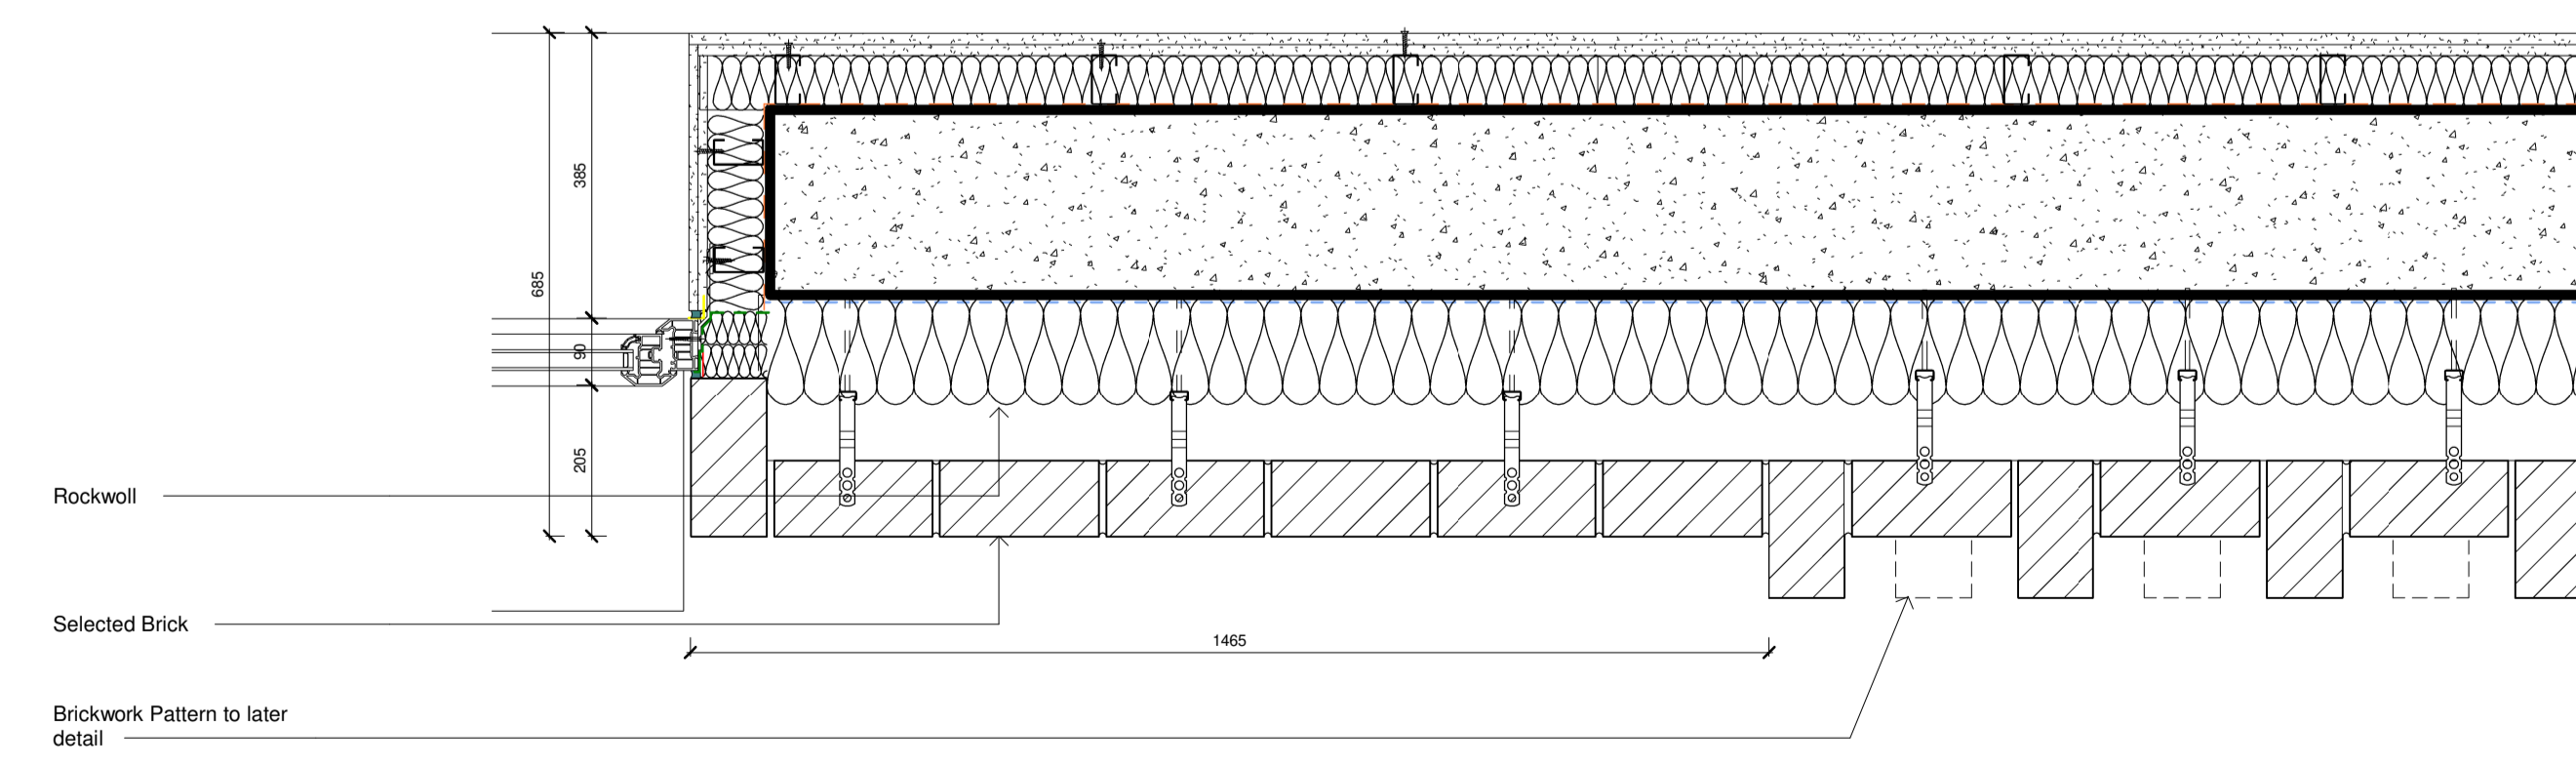 385
685
90
205
Rockwoll
Selected Brick
1465
Brickwork Pattern to later
detail